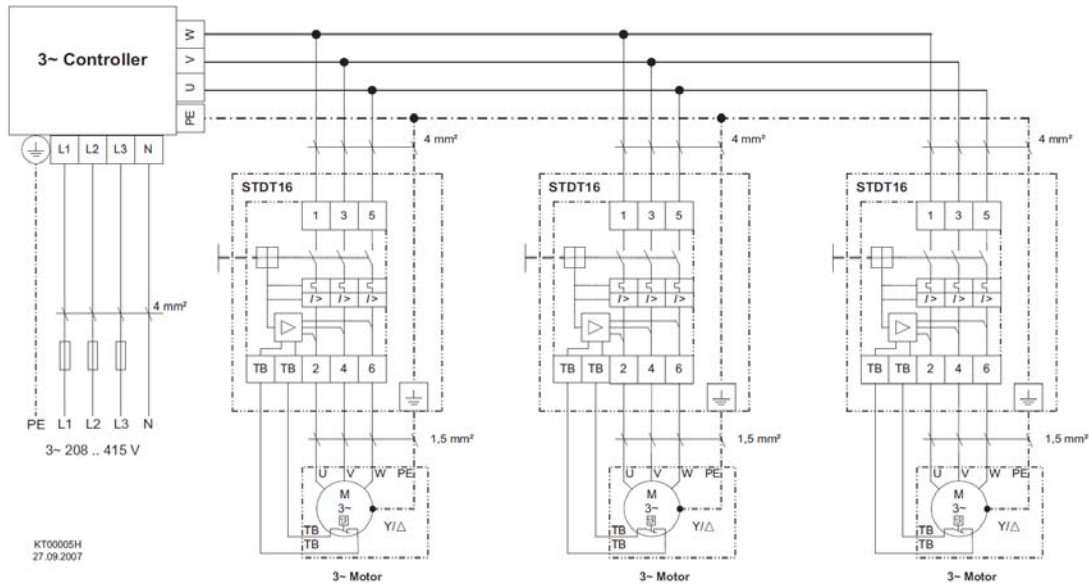 3~ Controller
W
V
U
PE
L1 L2 L3 N
4 mm²
PE L1 L2 L3 N
3~ 208 .. 415 V
4 mm²
4 mm²
4 mm²
STDT16
STDT16
STDT16
1 3 5
1 3 5
1 3 5
I > I > I >
I > I > I >
I > I > I >
TB TB 2 4 6
TB TB 2 4 6
TB TB 2 4 6
1,5 mm²
1,5 mm²
1,5 mm²
U V W PE
U V W PE
U V W PE
M
3~
M
3~
M
3~
TB
TB
Y/△
TB
TB
Y/△
TB
TB
Y/△
KT00005H
27.09.2007
3~ Motor
3~ Motor
3~ Motor